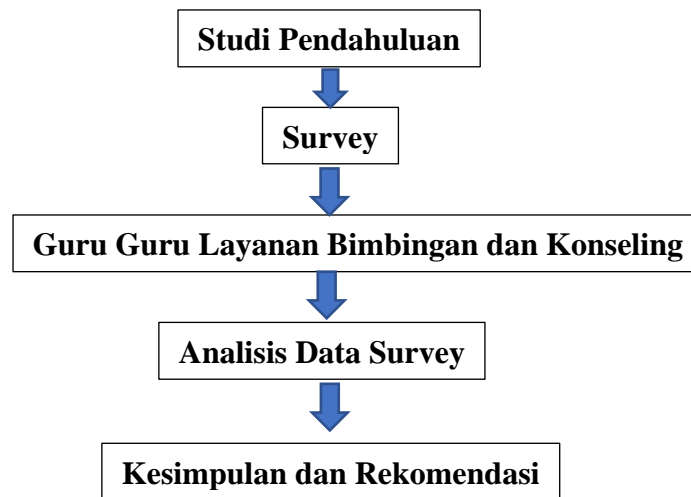 Studi Pendahuluan
Survey
Guru Guru Layanan Bimbingan dan Konseling
Analisis Data Survey
Kesimpulan dan Rekomendasi